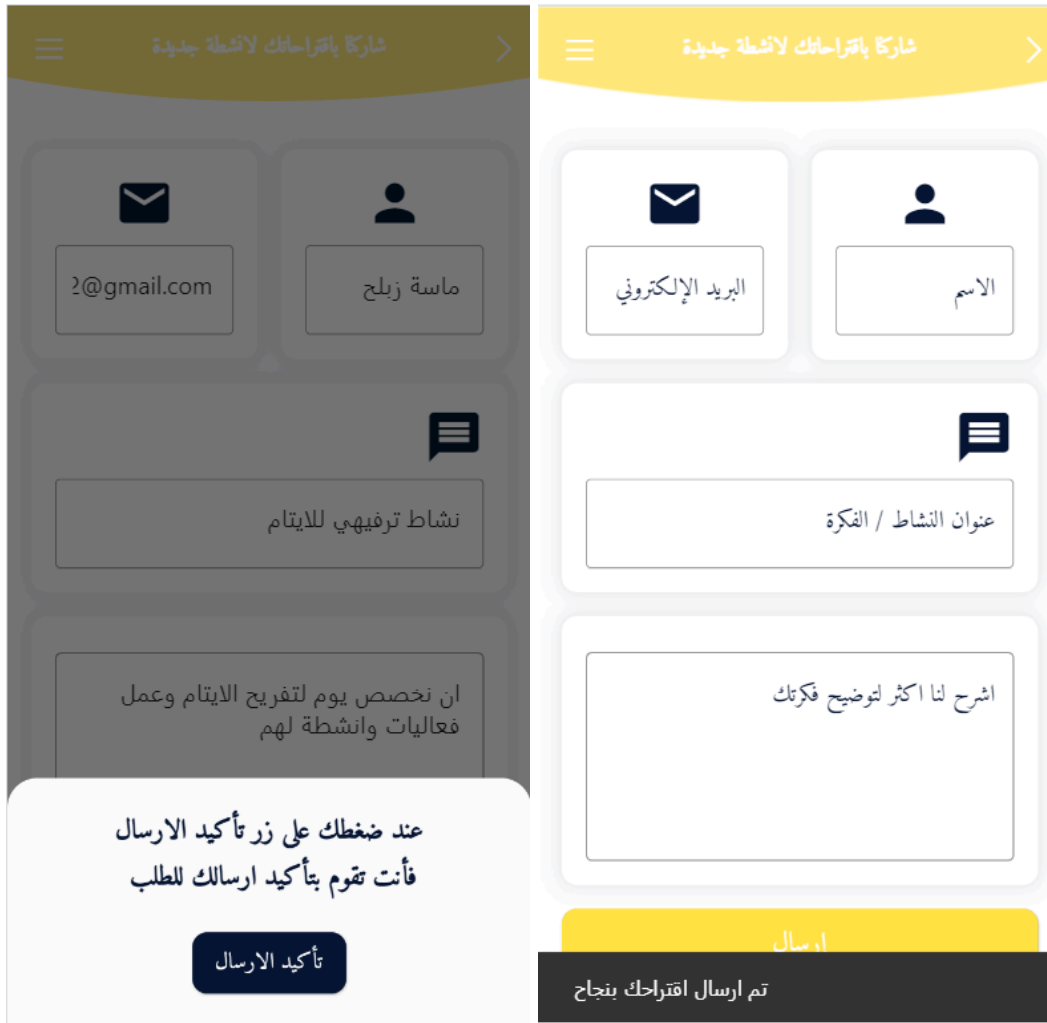 شاركنا باقتراحاتك لانشطة جديدة
ماسة زبلح
2@gmail.com
نشاط ترفيهي للايتام
ان نخصص يوم لتفريح الايتام وعمل
فعاليات وانشطة لهم
عند ضغطك على زر تأكيد الارسال
فأنت تقوم بتأكيد ارسالك للطلب
تأكيد الارسال
شاركنا باقتراحاتك لانشطة جديدة
الاسم
البريد الإلكتروني
عنوان النشاط / الفكرة
اشرح لنا اكثر لتوضيح فكرتك
ارسال
تم ارسال اقتراحك بنجاح